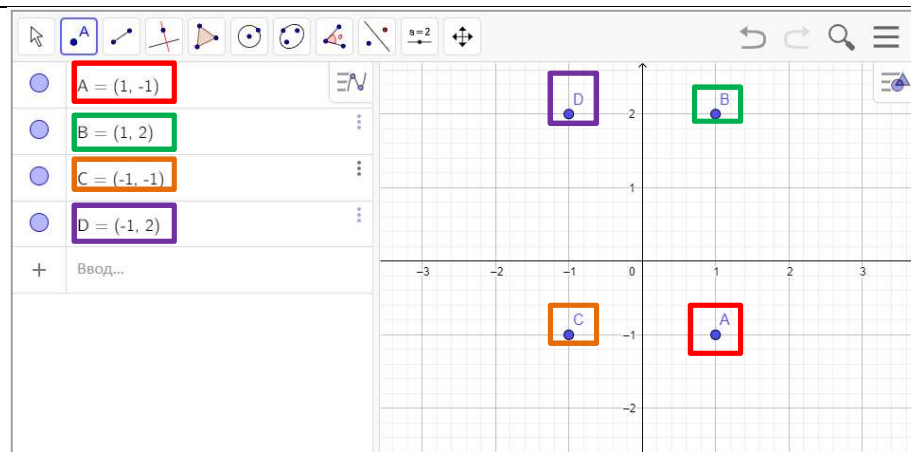 A
a = 2
A = (1, -1)
B = (1, 2)
C = (-1, -1)
D = (-1, 2)
+ Ввод...
D
B
2
1
−3 −2 −1 0 1 2 3
C
A
−1
−2